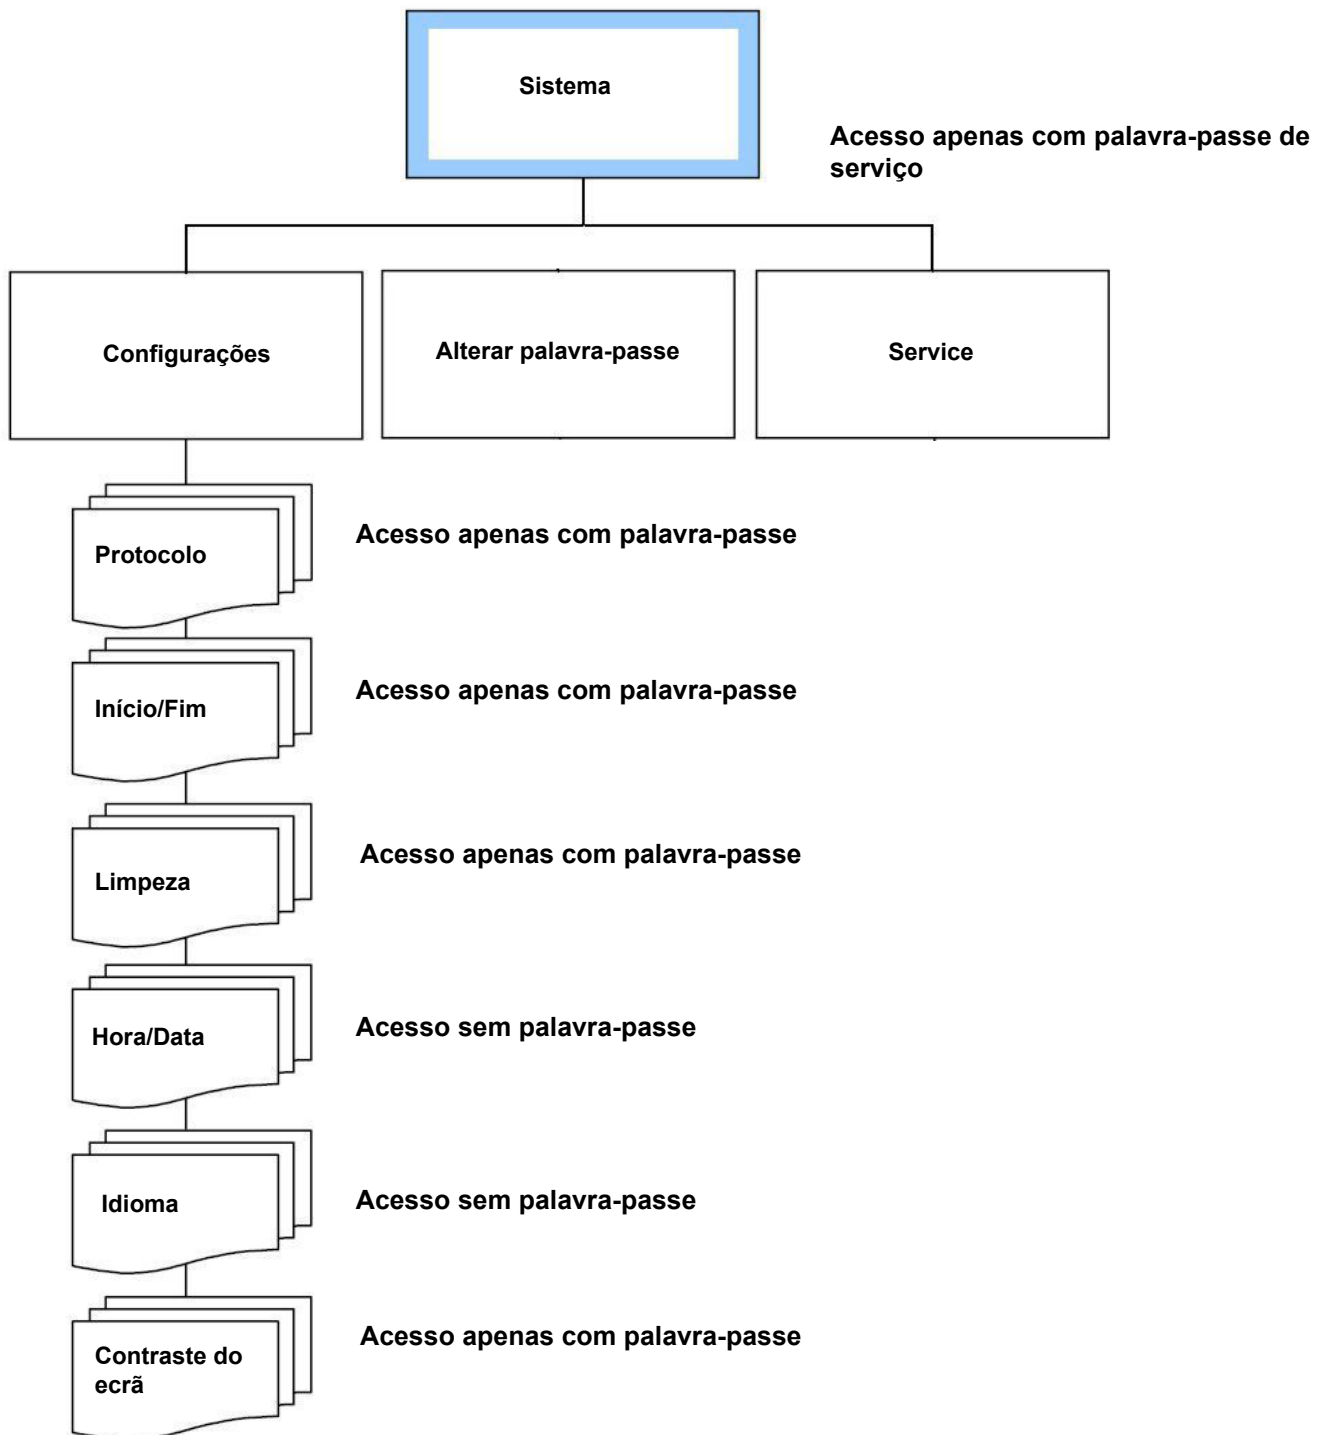 Sistema
Acesso apenas com palavra-passe de
serviço
Configurações
Alterar palavra-passe
Service
Protocolo
Acesso apenas com palavra-passe
Início/Fim
Acesso apenas com palavra-passe
Limpeza
Acesso apenas com palavra-passe
Hora/Data
Acesso sem palavra-passe
Idioma
Acesso sem palavra-passe
Contraste do
ecrã
Acesso apenas com palavra-passe